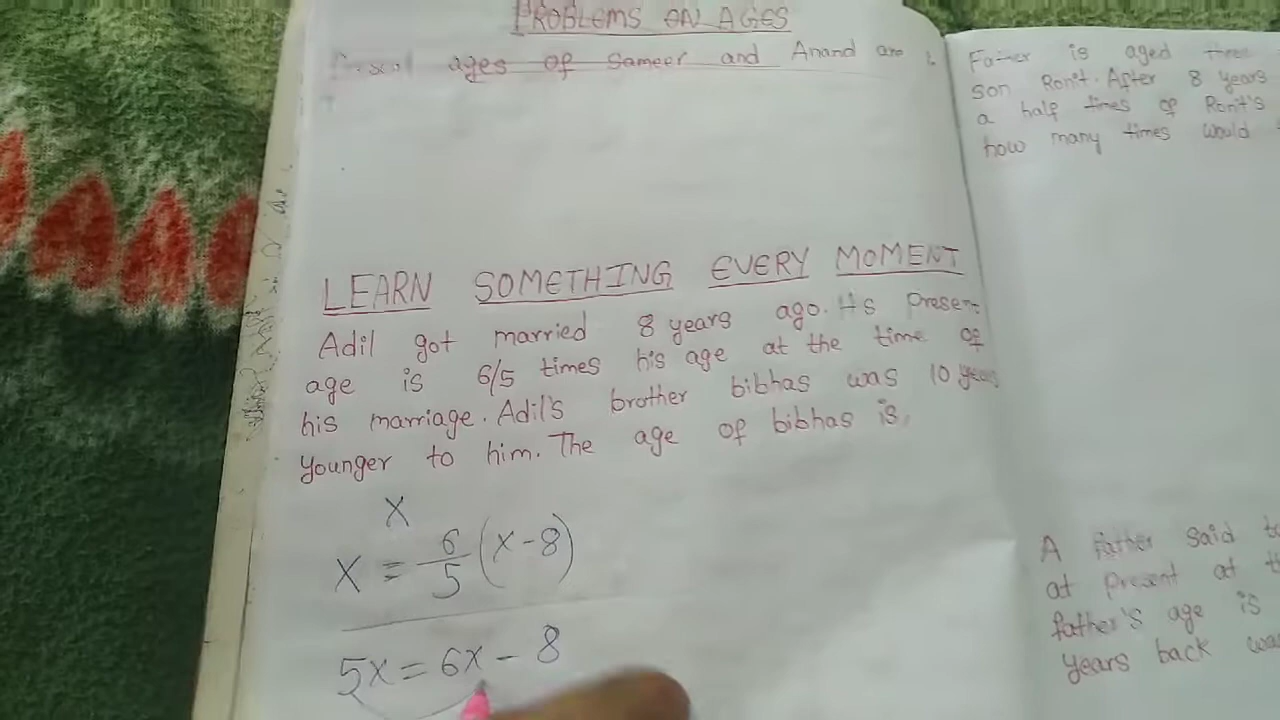 PROBLEMS ON AGES
ages of Sameer and Anand are
LEARN SOMETHING EVERY MOMENT
Adil got married 8 years ago. His Present
age is 6/5 times his age at the time of
his marriage. Adil's brother bibhas was 10 years
younger to him. The age of bibhas is,
X
X = 6/5 (X - 8)
5X = 6X - 8
Father is aged three
son Ronit. After 8 years
a half times of Ronit's
how many times would
A father said to
at present at th
father's age is
years back was